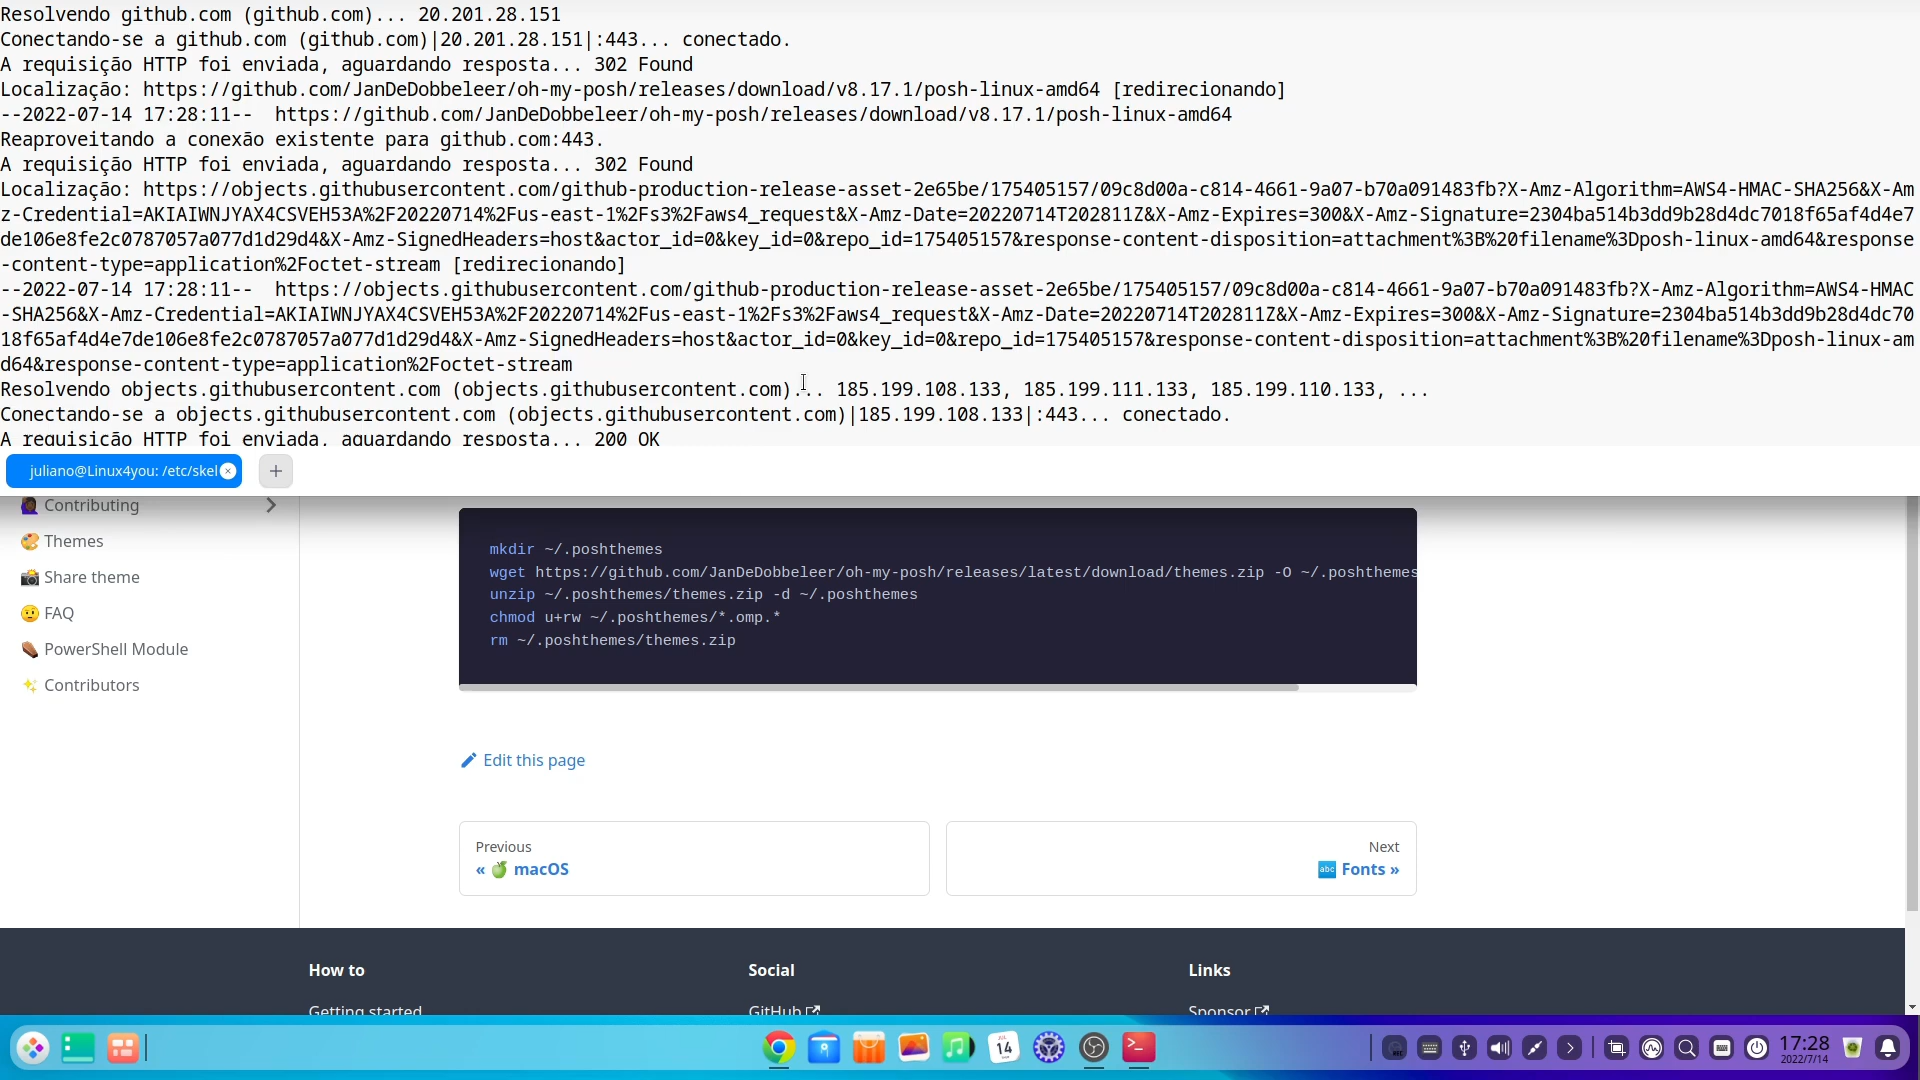 Resolvendo github.com (github.com)... 20.201.28.151
Conectando-se a github.com (github.com)|20.201.28.151|:443... conectado.
A requisição HTTP foi enviada, aguardando resposta... 302 Found
Localização: https://github.com/JanDeDobbeleer/oh-my-posh/releases/download/v8.17.1/posh-linux-amd64 [redirecionando]
--2022-07-14 17:28:11--  https://github.com/JanDeDobbeleer/oh-my-posh/releases/download/v8.17.1/posh-linux-amd64
Reaproveitando a conexão existente para github.com:443.
A requisição HTTP foi enviada, aguardando resposta... 302 Found
Localização: https://objects.githubusercontent.com/github-production-release-asset-2e65be/175405157/09c8d00a-c814-4661-9a07-b70a091483fb?X-Amz-Algorithm=AWS4-HMAC-SHA256&X-Am
z-Credential=AKIAIWNJYAX4CSVEH53A%2F20220714%2Fus-east-1%2Fs3%2Faws4_request&X-Amz-Date=20220714T202811Z&X-Amz-Expires=300&X-Amz-Signature=2304ba514b3dd9b28d4dc7018f65af4d4e7
de106e8fe2c0787057a077d1d29d4&X-Amz-SignedHeaders=host&actor_id=0&key_id=0&repo_id=175405157&response-content-disposition=attachment%3B%20filename%3Dposh-linux-amd64&response
-content-type=application%2Foctet-stream [redirecionando]
--2022-07-14 17:28:11--  https://objects.githubusercontent.com/github-production-release-asset-2e65be/175405157/09c8d00a-c814-4661-9a07-b70a091483fb?X-Amz-Algorithm=AWS4-HMAC
-SHA256&X-Amz-Credential=AKIAIWNJYAX4CSVEH53A%2F20220714%2Fus-east-1%2Fs3%2Faws4_request&X-Amz-Date=20220714T202811Z&X-Amz-Expires=300&X-Amz-Signature=2304ba514b3dd9b28d4dc70
18f65af4d4e7de106e8fe2c0787057a077d1d29d4&X-Amz-SignedHeaders=host&actor_id=0&key_id=0&repo_id=175405157&response-content-disposition=attachment%3B%20filename%3Dposh-linux-am
d64&response-content-type=application%2Foctet-stream
Resolvendo objects.githubusercontent.com (objects.githubusercontent.com)... 185.199.108.133, 185.199.111.133, 185.199.110.133, ...
Conectando-se a objects.githubusercontent.com (objects.githubusercontent.com)|185.199.108.133|:443... conectado.
A requisição HTTP foi enviada, aguardando resposta... 200 OK
juliano@Linux4you: /etc/skel
Contributing
Themes
Share theme
FAQ
PowerShell Module
Contributors
mkdir ~/.poshthemes
wget https://github.com/JanDeDobbeleer/oh-my-posh/releases/latest/download/themes.zip -O ~/.poshthemes
unzip ~/.poshthemes/themes.zip -d ~/.poshthemes
chmod u+rw ~/.poshthemes/*.omp.*
rm ~/.poshthemes/themes.zip
Edit this page
Previous
« 🍏 macOS
Next
abc Fonts »
How to
Social
Links
Getting started
GitHub
Sponsor
14
17:28
2022/7/14